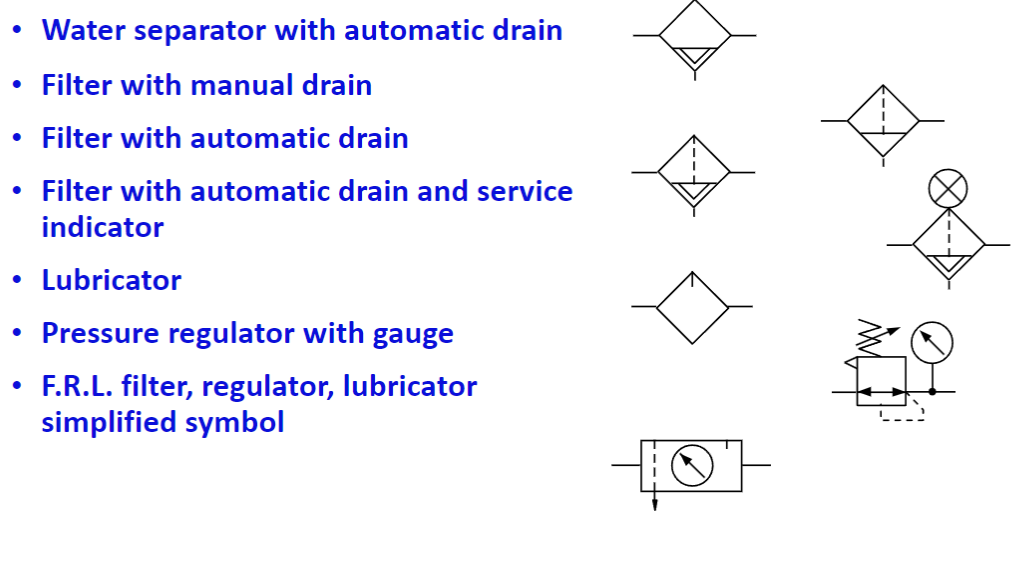 • Water separator with automatic drain
• Filter with manual drain
• Filter with automatic drain
• Filter with automatic drain and service
indicator
• Lubricator
• Pressure regulator with gauge
• F.R.L. filter, regulator, lubricator
simplified symbol